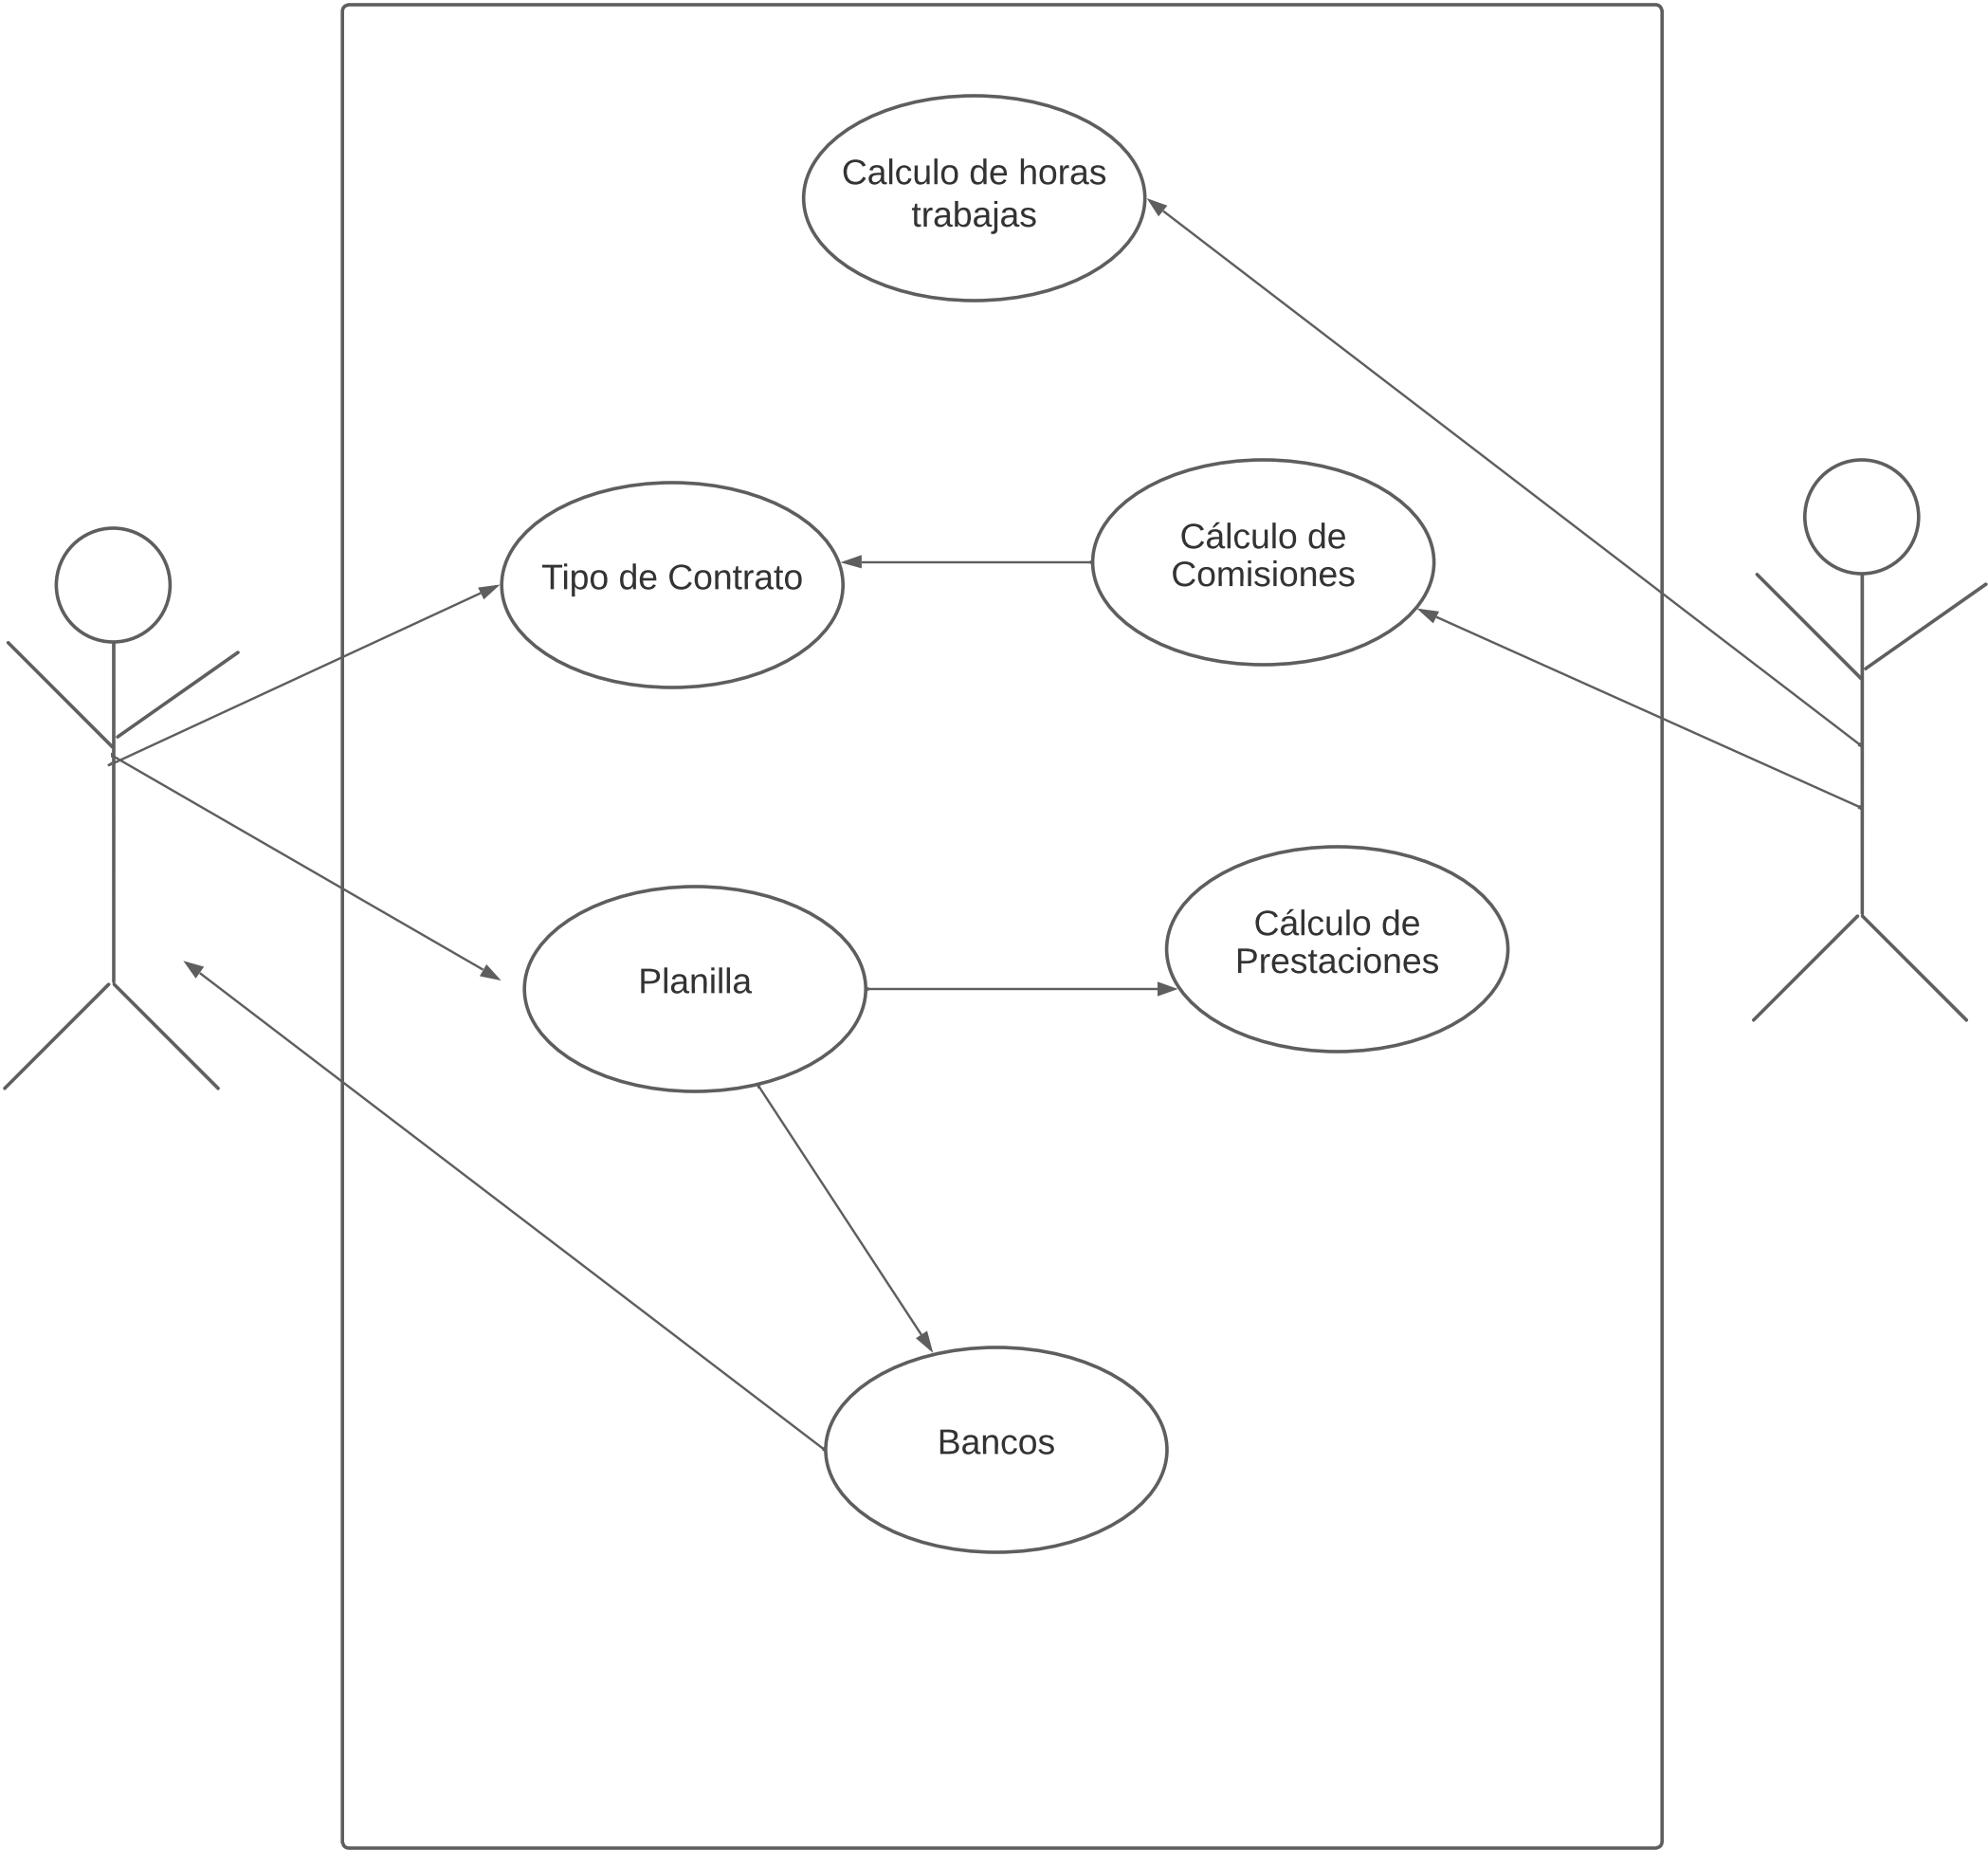 Calculo de horas
trabajas
Tipo de Contrato
Cálculo de
Comisiones
Planilla
Cálculo de
Prestaciones
Bancos